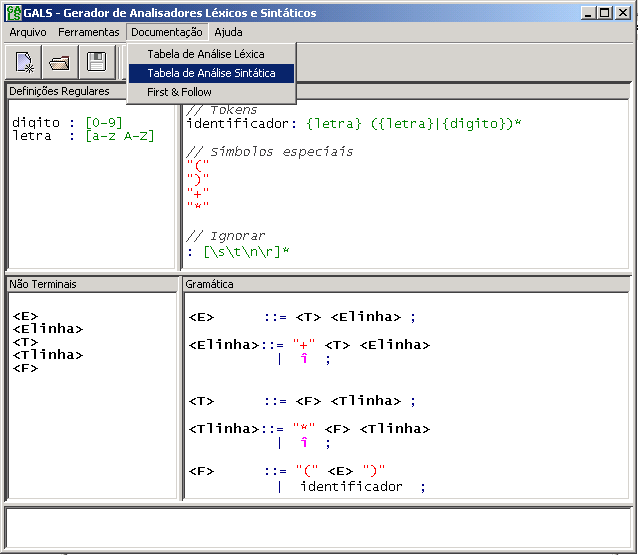 GALS - Gerador de Analisadores Léxicos e Sintáticos
Arquivo Ferramentas Documentação Ajuda
Tabela de Análise Léxica
Tabela de Análise Sintática
First & Follow
Definições Regulares
digito : [0-9]
letra : [a-z A-Z]
// Tokens
identificador: {letra} ({letra}|{digito})*
// Símbolos especiais
"("
")"
"+"
"*"
// Ignorar
: [\s\t\n\r]*
Não Terminais
<E>
<Elinha>
<T>
<Tlinha>
<F>
Gramática
<E> ::= <T> <Elinha> ;
<Elinha>::= "+" <T> <Elinha>
| î ;
<T> ::= <F> <Tlinha> ;
<Tlinha>::= "*" <F> <Tlinha>
| î ;
<F> ::= "(" <E> ")"
| identificador ;